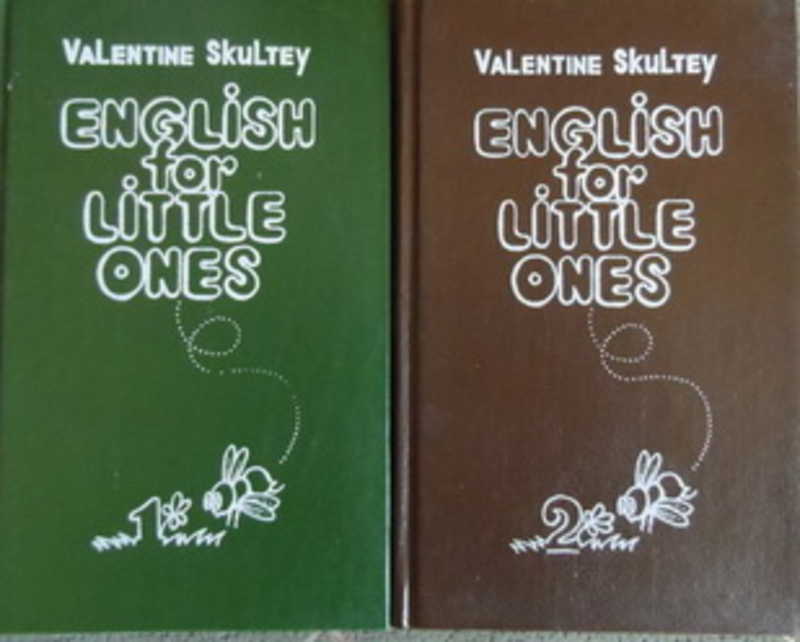 VALENTINE SKULTEY
ENGLiSH
for
LiTTLE
ONES
1
VALENTINE SKULTEY
ENGLiSH
for
LiTTLE
ONES
2